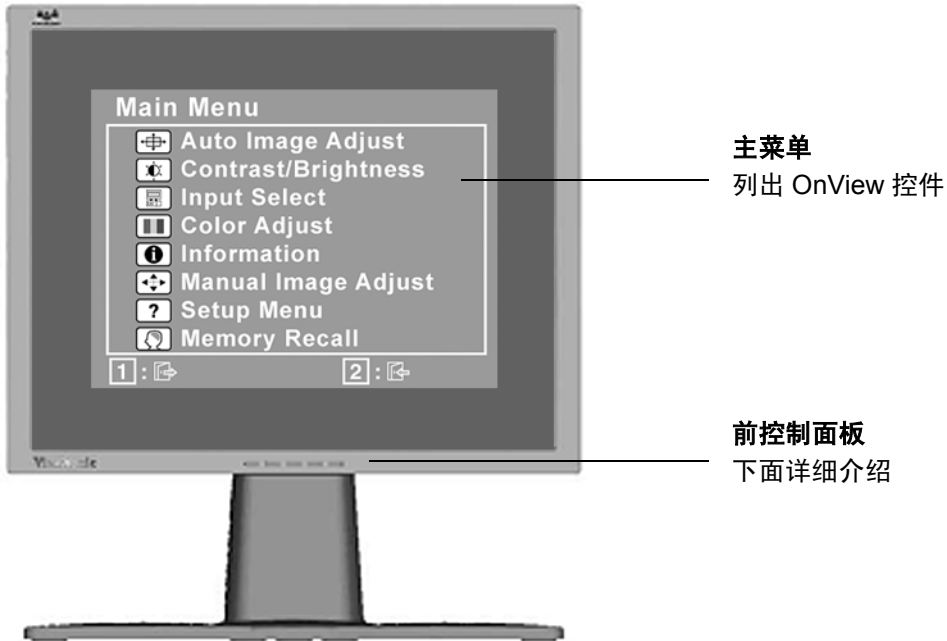 Main Menu
Auto Image Adjust
Contrast/Brightness
Input Select
Color Adjust
Information
Manual Image Adjust
? Setup Menu
Memory Recall
1 : 2 :
主菜单
列出 OnView 控件
前控制面板
下面详细介绍